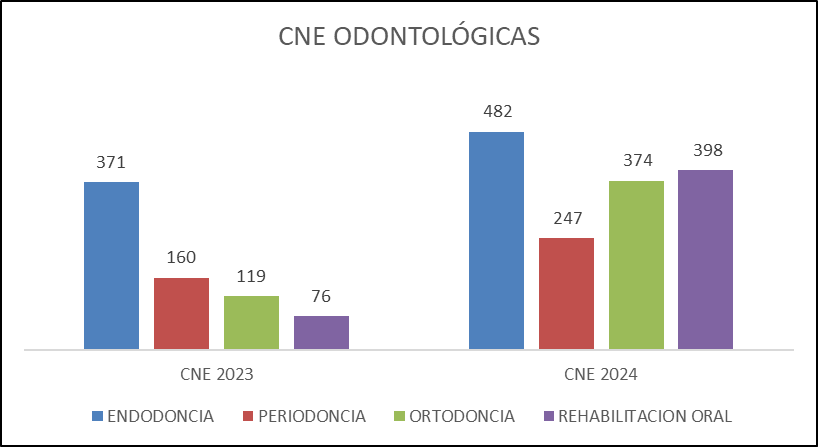 CNE ODONTOLÓGICAS
482
371
374
398
247
160
119
76
CNE 2023
CNE 2024
ENDODONCIA
PERIODONCIA
ORTODONCIA
REHABILITACION ORAL